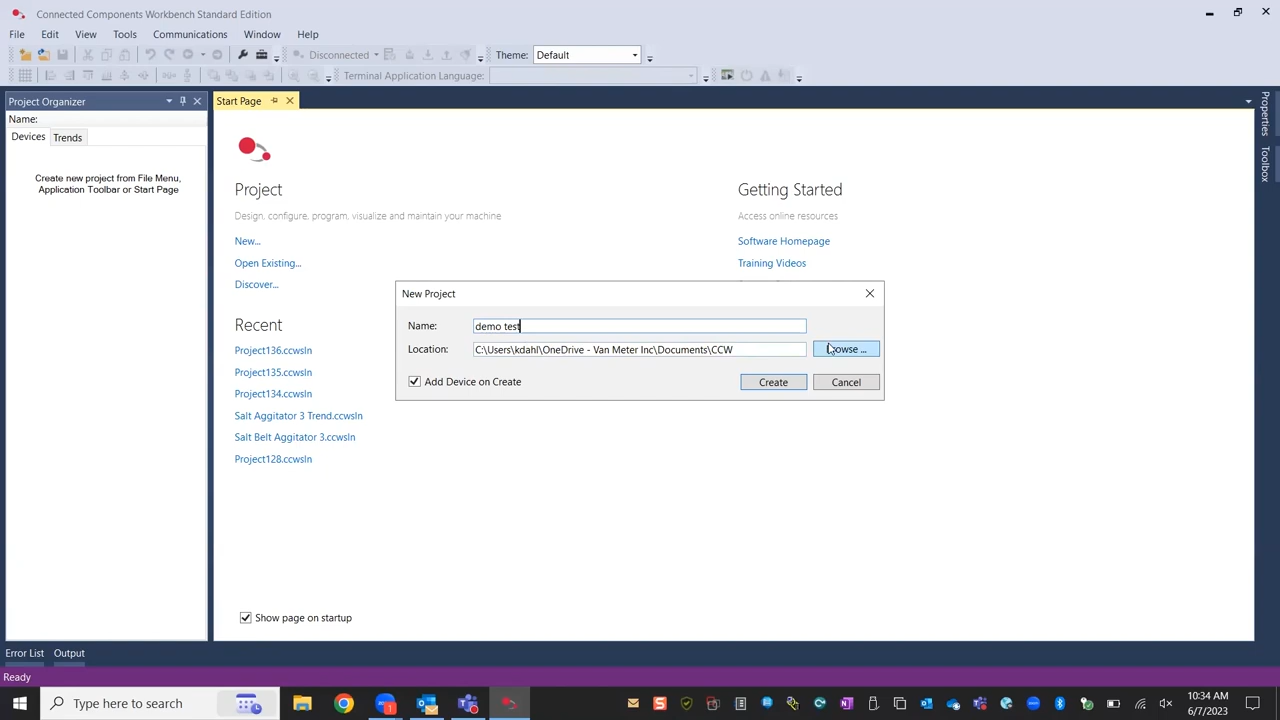 Connected Components Workbench Standard Edition
File Edit View Tools Communications Window Help
Disconnected Theme: Default
Terminal Application Language:
Project Organizer
Name:
Devices Trends
Create new project from File Menu,
Application Toolbar or Start Page
Start Page
Project
Design, configure, program, visualize and maintain your machine
New...
Open Existing...
Discover...
Recent
Project136.ccwsln
Project135.ccwsln
Project134.ccwsln
Salt Aggitator 3 Trend.ccwsln
Salt Belt Aggitator 3.ccwsln
Project128.ccwsln
Getting Started
Access online resources
Software Homepage
Training Videos
New Project
Name: demo test
Location: C:\Users\kdahl\OneDrive - Van Meter Inc\Documents\CCW
Add Device on Create
Create Cancel
Show page on startup
Properties
Toolbox
Error List Output
Ready
Type here to search
10:34 AM
6/7/2023